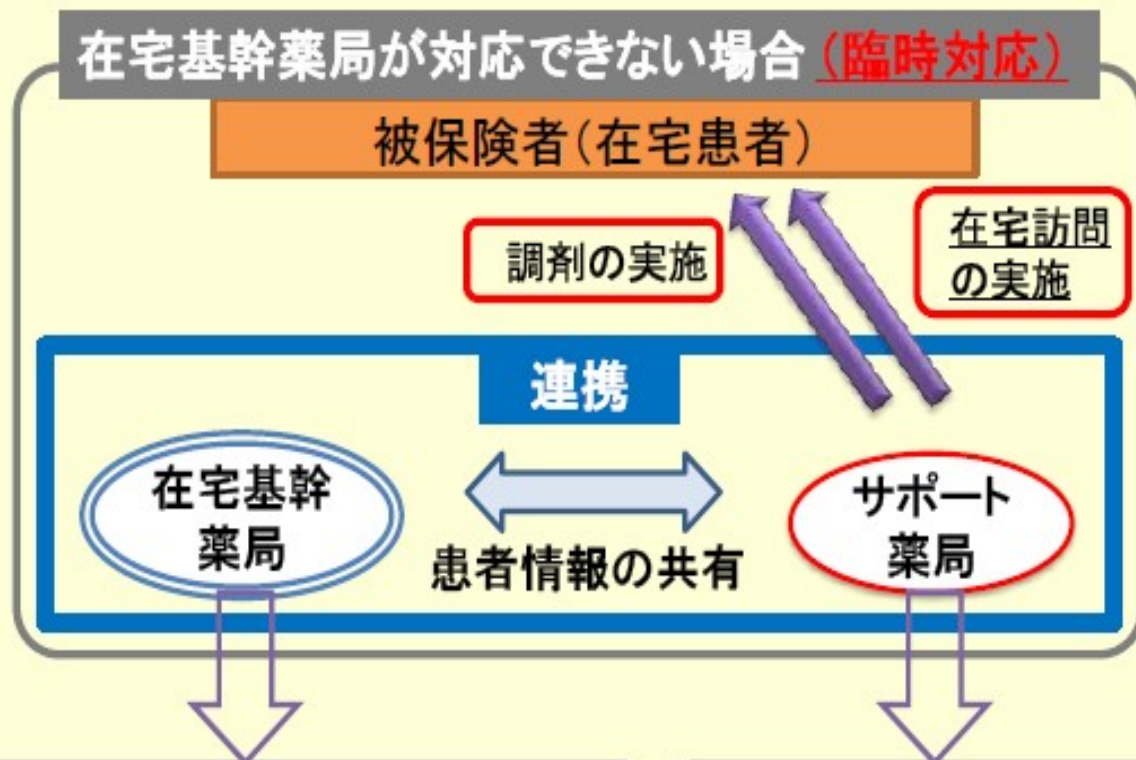 在宅基幹薬局が対応できない場合(臨時対応)
被保険者(在宅患者)
調剤の実施
在宅訪問
の実施
連携
在宅基幹
薬局
患者情報の共有
サポート
薬局